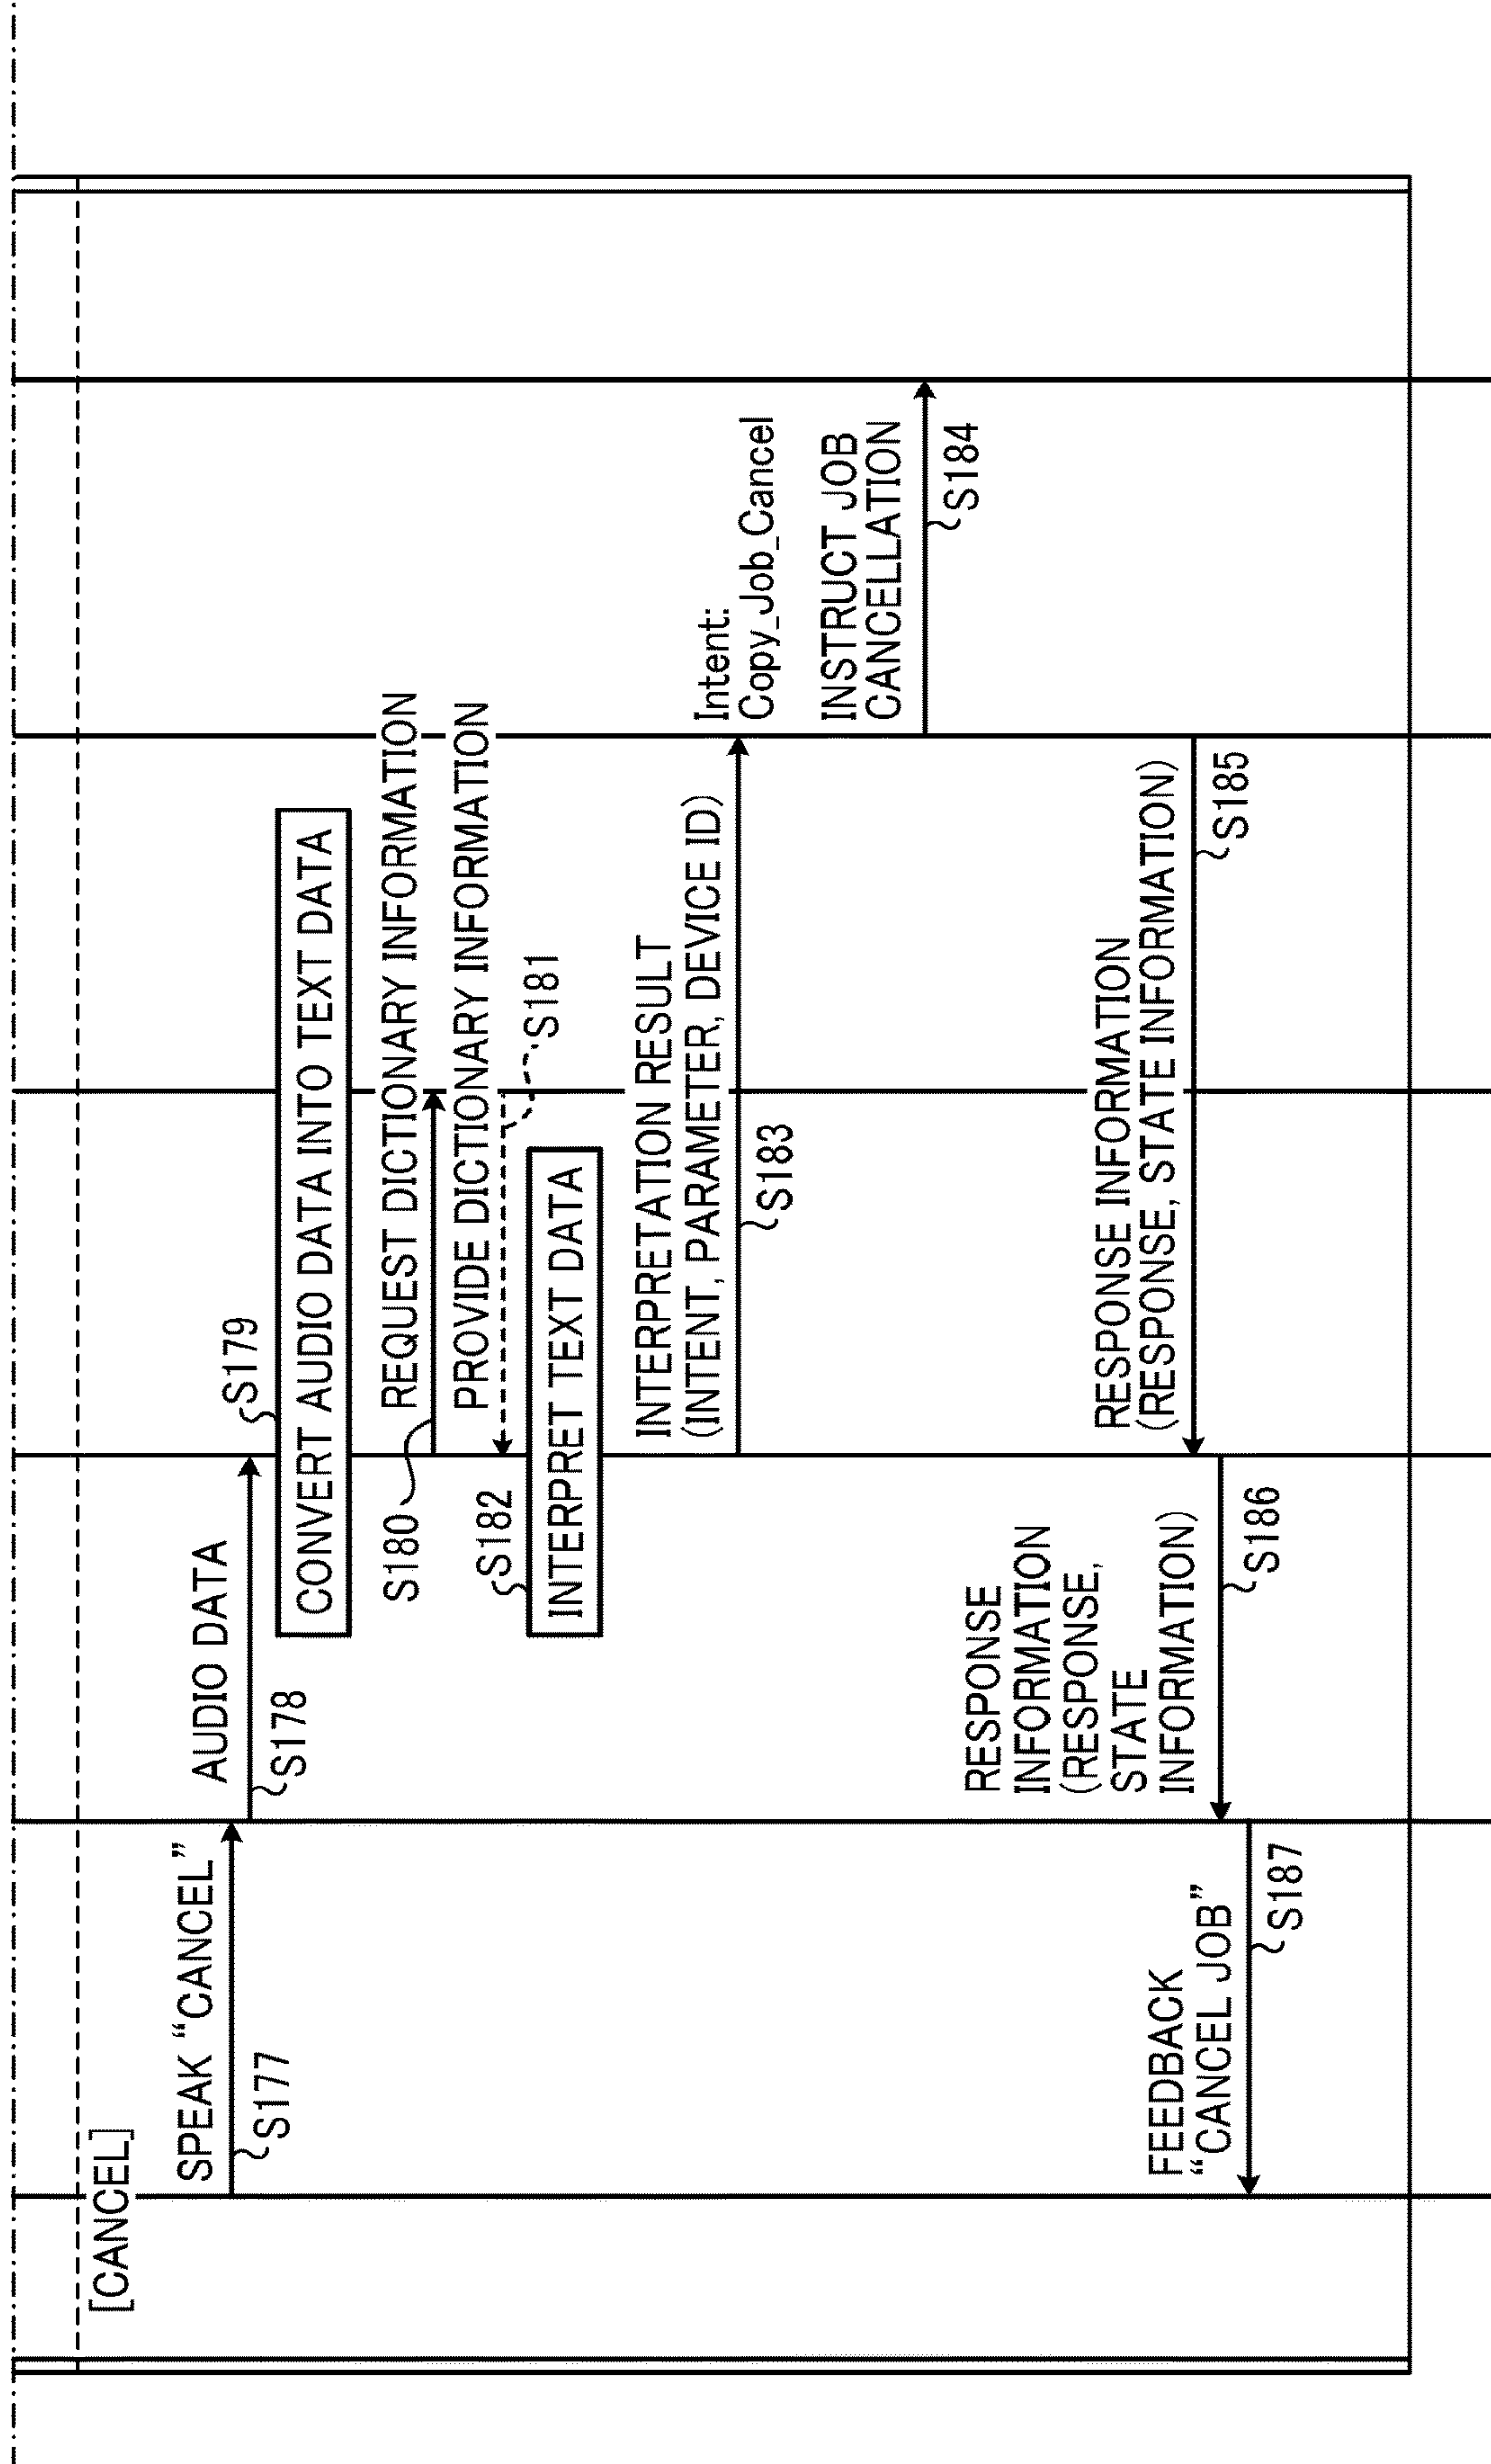 [CANCEL]
SPEAK “CANCEL”
S177
AUDIO DATA
S178
S179
CONVERT AUDIO DATA INTO TEXT DATA
REQUEST DICTIONARY INFORMATION
S180
PROVIDE DICTIONARY INFORMATION
S181
S182
INTERPRET TEXT DATA
INTERPRETATION RESULT
(INTENT, PARAMETER, DEVICE ID)
S183
Intent:
Copy_Job_Cancel
INSTRUCT JOB
CANCELLATION
S184
RESPONSE INFORMATION
(RESPONSE, STATE INFORMATION)
S185
RESPONSE
INFORMATION
(RESPONSE,
STATE
INFORMATION)
S186
FEEDBACK
“CANCEL JOB”
S187